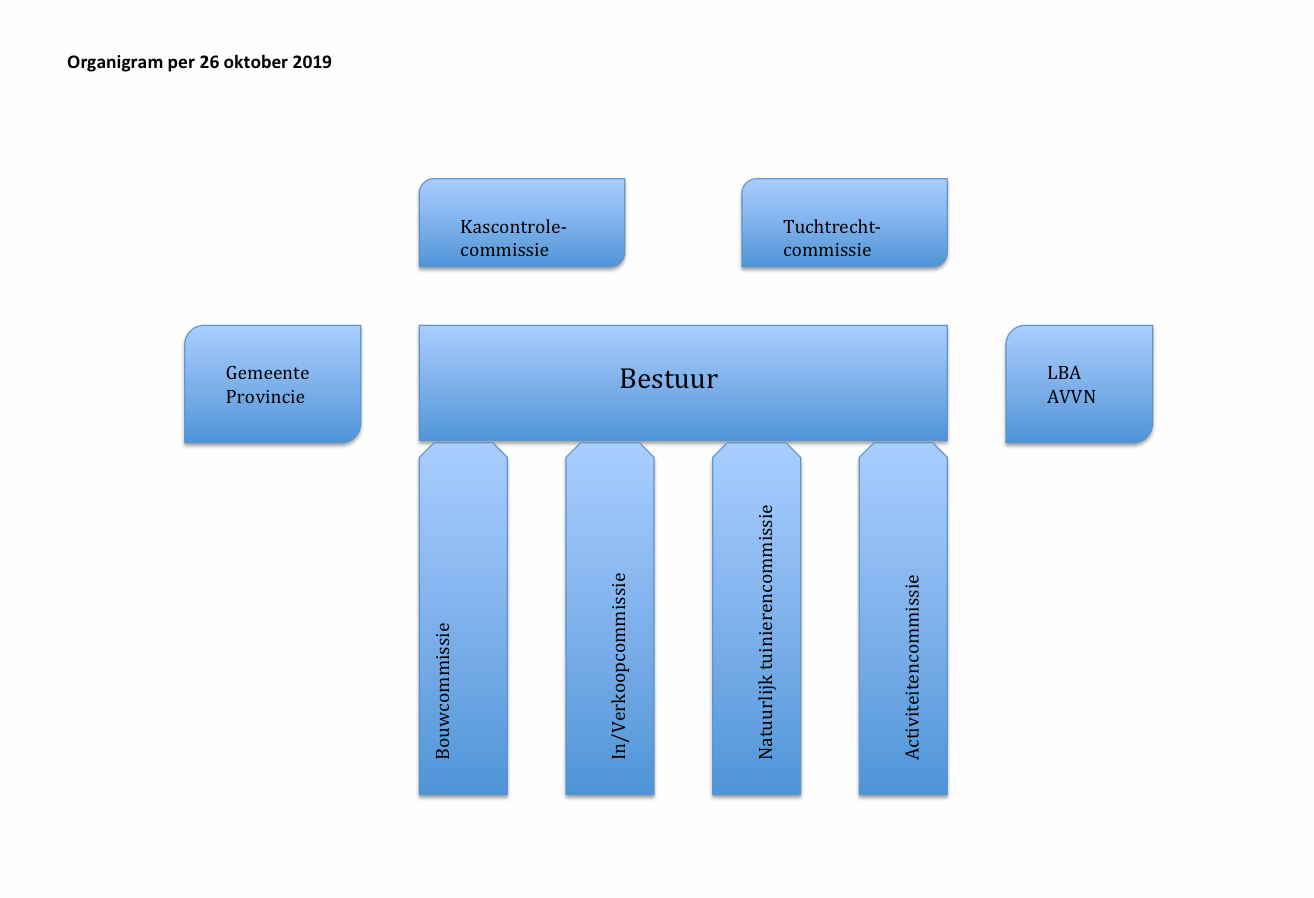 Organigram per 26 oktober 2019
Kascontrole-
commissie
Tuchtrecht-
commissie
Gemeente
Provincie
Bestuur
LBA
AVVN
Bouwcommissie
In/Verkoopcommissie
Natuurlijk tuinierencommissie
Activiteitencommissie